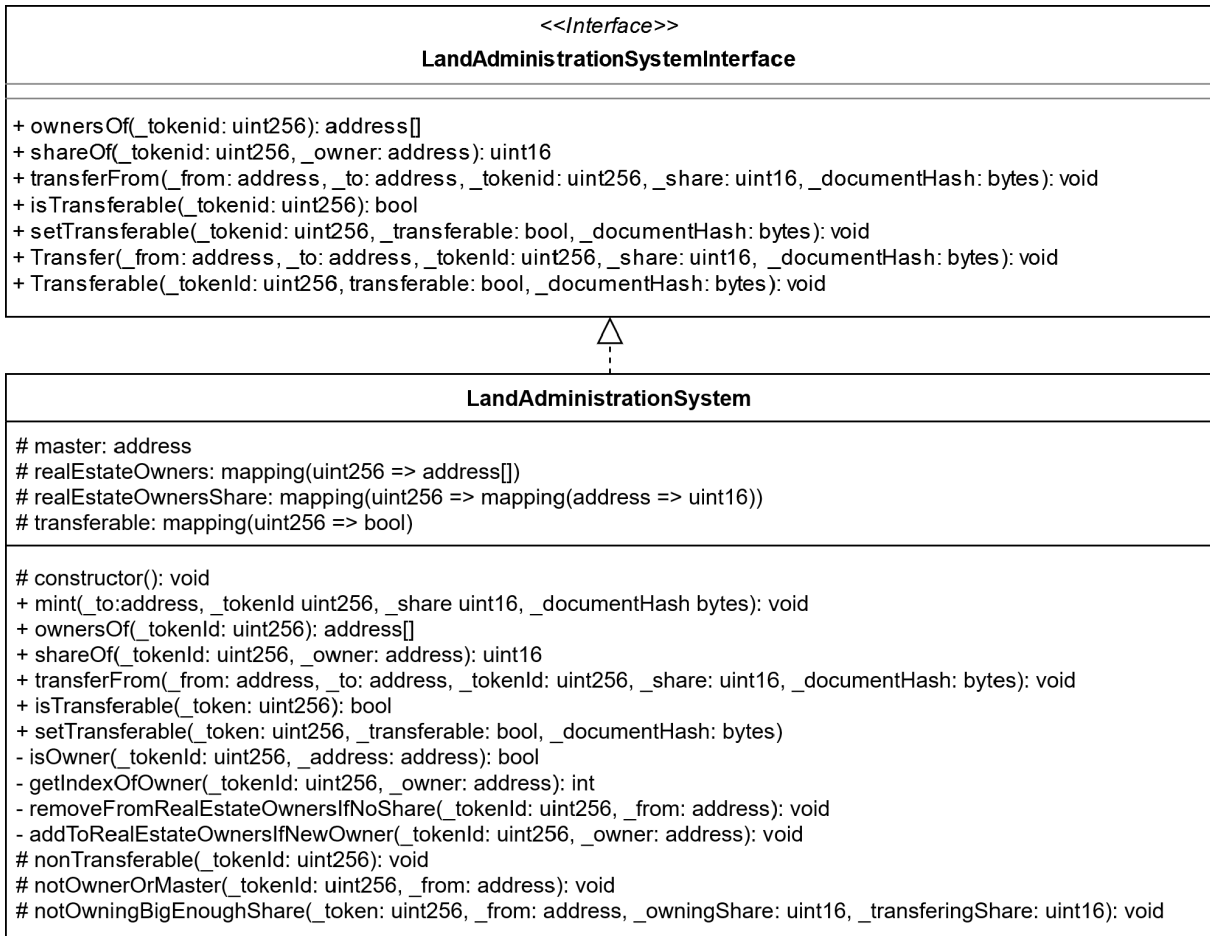 <<Interface>>
LandAdministrationSystemInterface
+ ownersOf(_tokenid: uint256): address[]
+ shareOf(_tokenid: uint256, _owner: address): uint16
+ transferFrom(_from: address, _to: address, _tokenid: uint256, _share: uint16, _documentHash: bytes): void
+ isTransferable(_tokenid: uint256): bool
+ setTransferable(_tokenid: uint256, _transferable: bool, _documentHash: bytes): void
+ Transfer(_from: address, _to: address, _tokenId: uint256, _share: uint16, _documentHash: bytes): void
+ Transferable(_tokenId: uint256, transferable: bool, _documentHash: bytes): void
LandAdministrationSystem
# master: address
# realEstateOwners: mapping(uint256 => address[])
# realEstateOwnersShare: mapping(uint256 => mapping(address => uint16))
# transferable: mapping(uint256 => bool)
# constructor(): void
+ mint(_to:address, _tokenId uint256, _share uint16, _documentHash bytes): void
+ ownersOf(_tokenId: uint256): address[]
+ shareOf(_tokenId: uint256, _owner: address): uint16
+ transferFrom(_from: address, _to: address, _tokenId: uint256, _share: uint16, _documentHash: bytes): void
+ isTransferable(_token: uint256): bool
+ setTransferable(_token: uint256, _transferable: bool, _documentHash: bytes)
- isOwner(_tokenId: uint256, _address: address): bool
- getIndexOfOwner(_tokenId: uint256, _owner: address): int
- removeFromRealEstateOwnersIfNoShare(_tokenId: uint256, _from: address): void
- addToRealEstateOwnersIfNewOwner(_tokenId: uint256, _owner: address): void
# nonTransferable(_tokenId: uint256): void
# notOwnerOrMaster(_tokenId: uint256, _from: address): void
# notOwningBigEnoughShare(_token: uint256, _from: address, _owningShare: uint16, _transferingShare: uint16): void